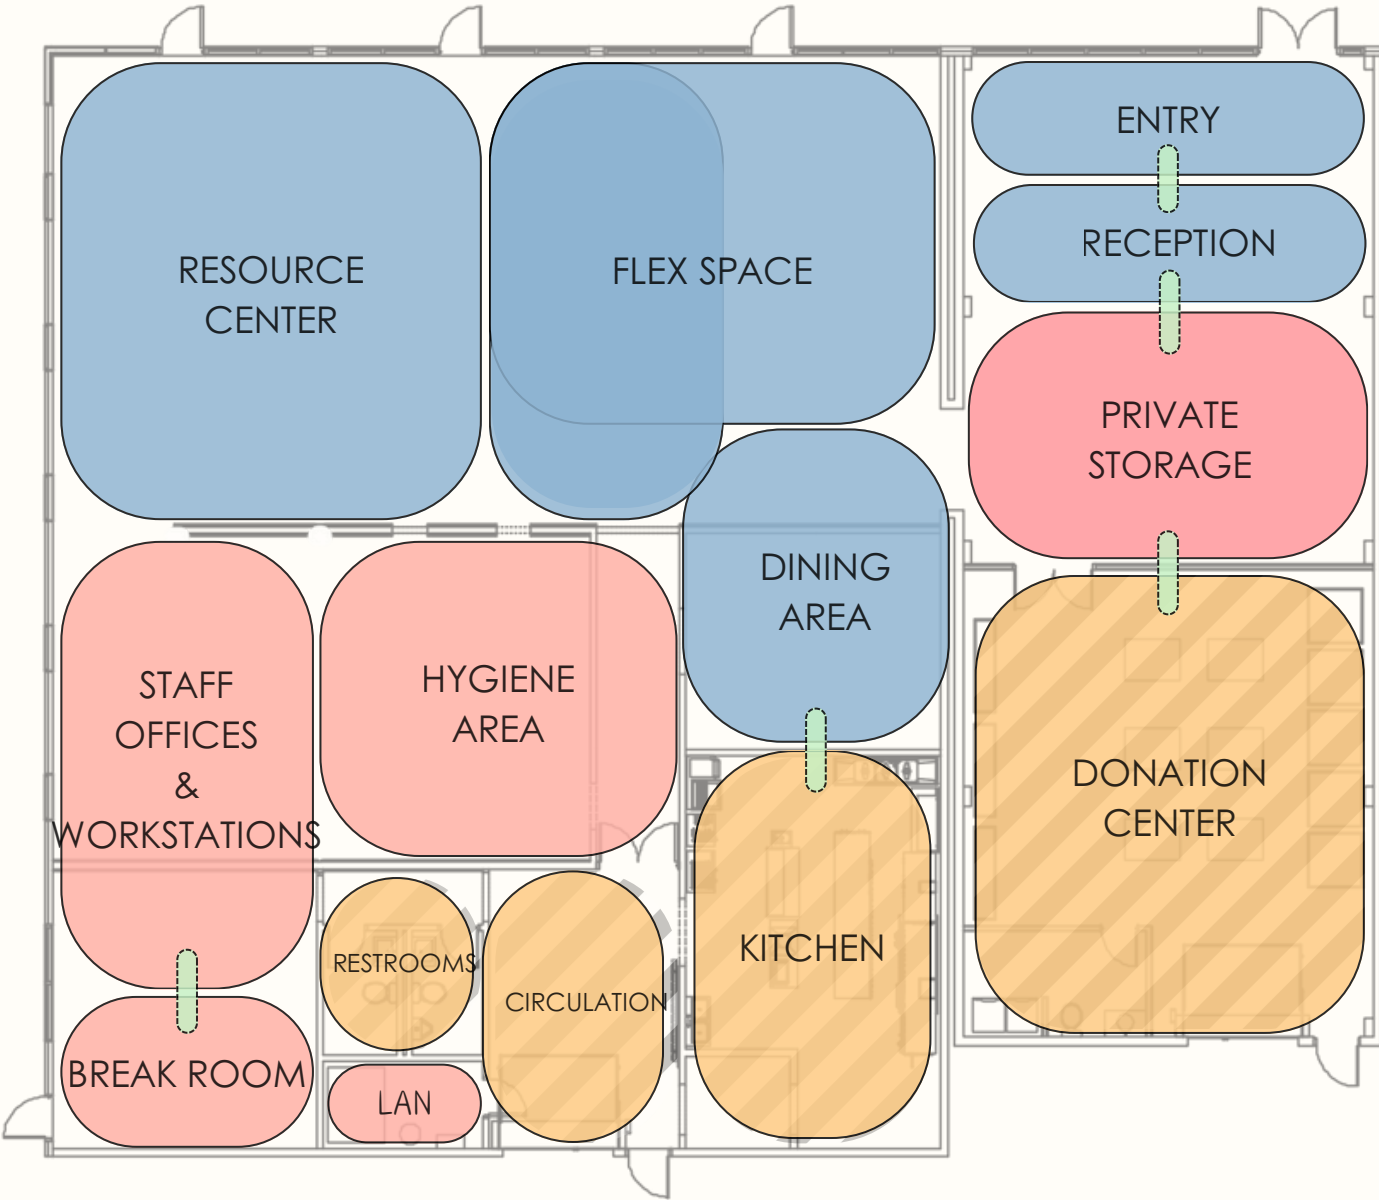 ENTRY
RECEPTION
RESOURCE
CENTER
FLEX SPACE
PRIVATE
STORAGE
DINING
AREA
STAFF
OFFICES
&
WORKSTATIONS
HYGIENE
AREA
DONATION
CENTER
KITCHEN
RESTROOMS
CIRCULATION
BREAK ROOM
LAN